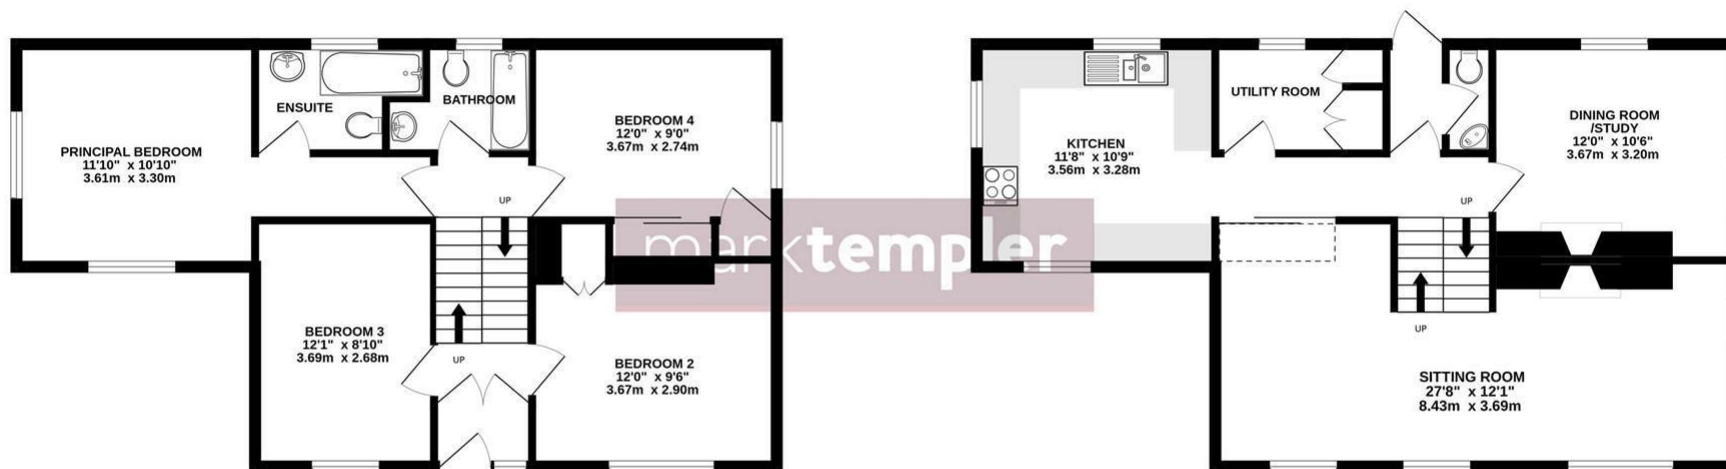 PRINCIPAL BEDROOM
11'10" x 10'10"
3.61m x 3.30m
ENSUITE
BATHROOM
BEDROOM 4
12'0" x 9'0"
3.67m x 2.74m
UP
BEDROOM 3
12'1" x 8'10"
3.69m x 2.68m
UP
BEDROOM 2
12'0" x 9'6"
3.67m x 2.90m
marktempler
KITCHEN
11'8" x 10'9"
3.56m x 3.28m
UTILITY ROOM
DINING ROOM
/STUDY
12'0" x 10'6"
3.67m x 3.20m
UP
UP
SITTING ROOM
27'8" x 12'1"
8.43m x 3.69m